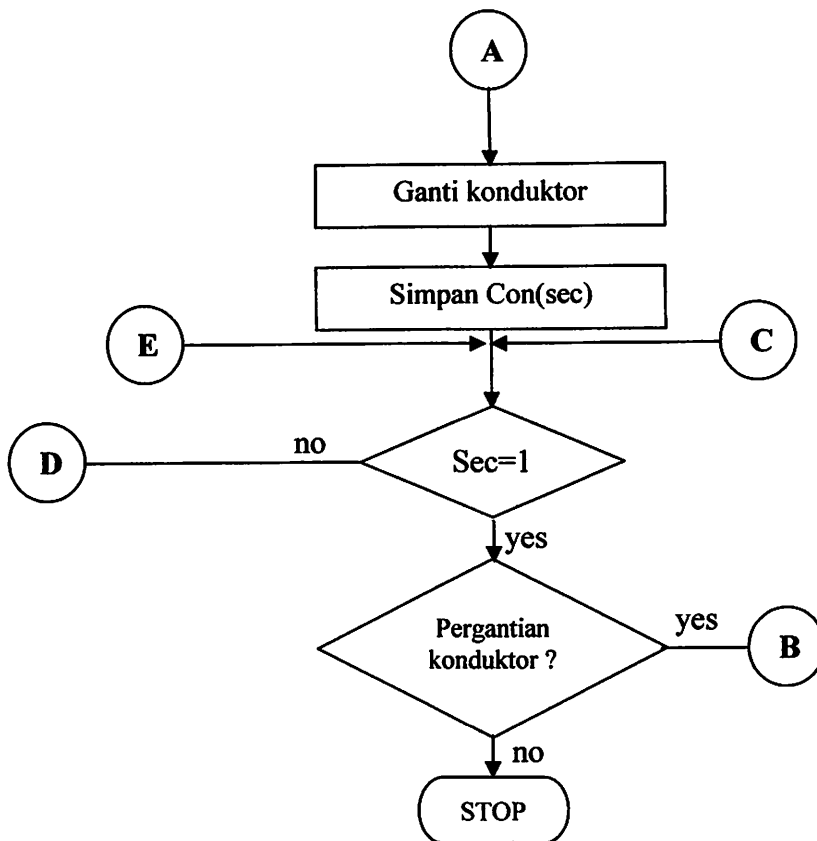 A
Ganti konduktor
Simpan Con(sec)
E
C
D
no
Sec=1
yes
Pergantian
konduktor ?
yes
B
no
STOP